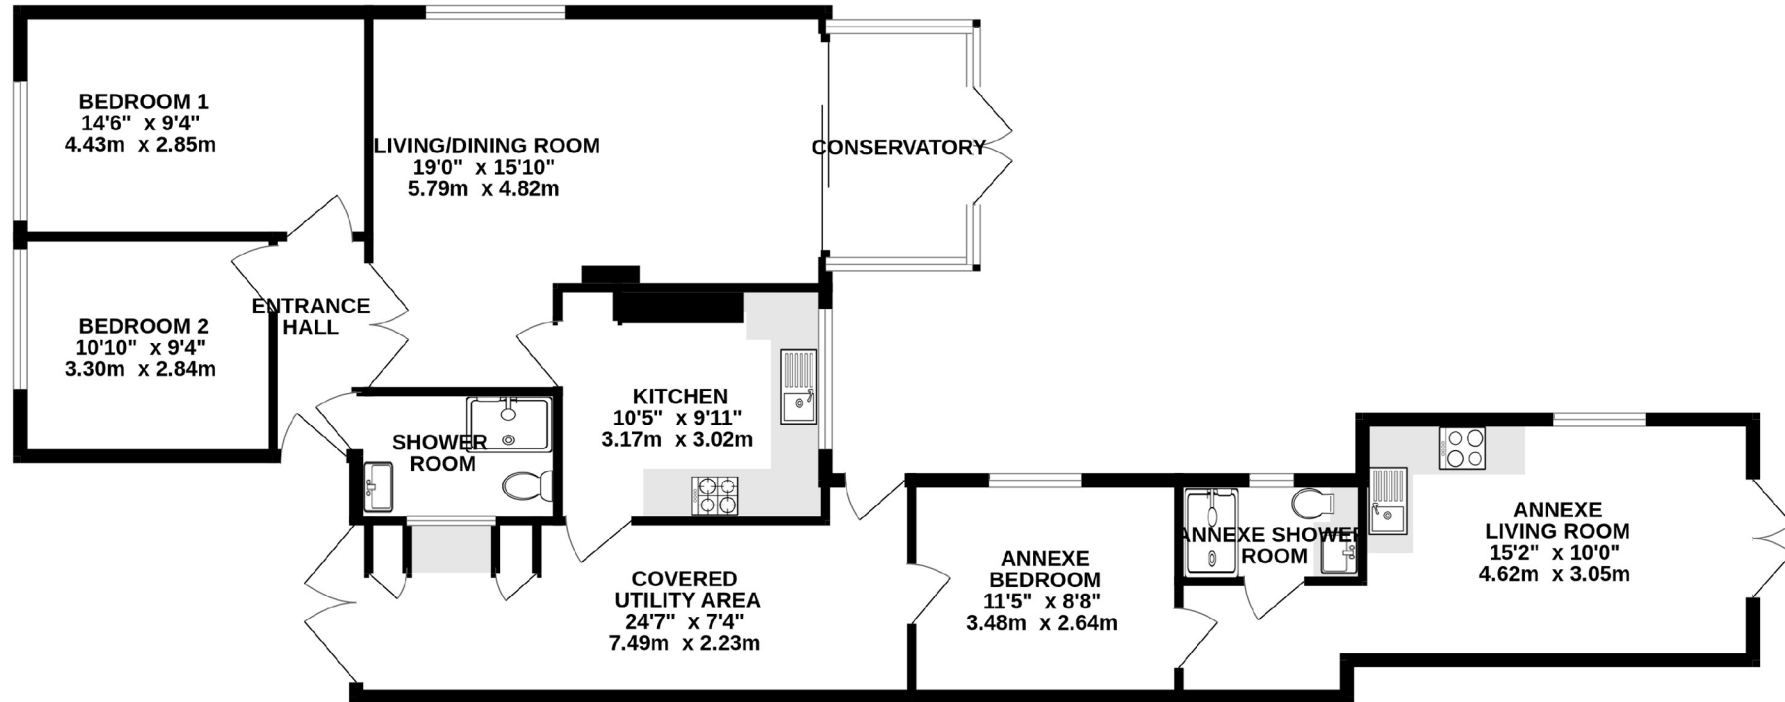 BEDROOM 1
14'6" x 9'4"
4.43m x 2.85m
LIVING/DINING ROOM
19'0" x 15'10"
5.79m x 4.82m
CONSERVATORY
BEDROOM 2
10'10" x 9'4"
3.30m x 2.84m
ENTRANCE
HALL
KITCHEN
10'5" x 9'11"
3.17m x 3.02m
SHOWER
ROOM
COVERED
UTILITY AREA
24'7" x 7'4"
7.49m x 2.23m
ANNEXE
BEDROOM
11'5" x 8'8"
3.48m x 2.64m
ANNEXE SHOWER
ROOM
ANNEXE
LIVING ROOM
15'2" x 10'0"
4.62m x 3.05m